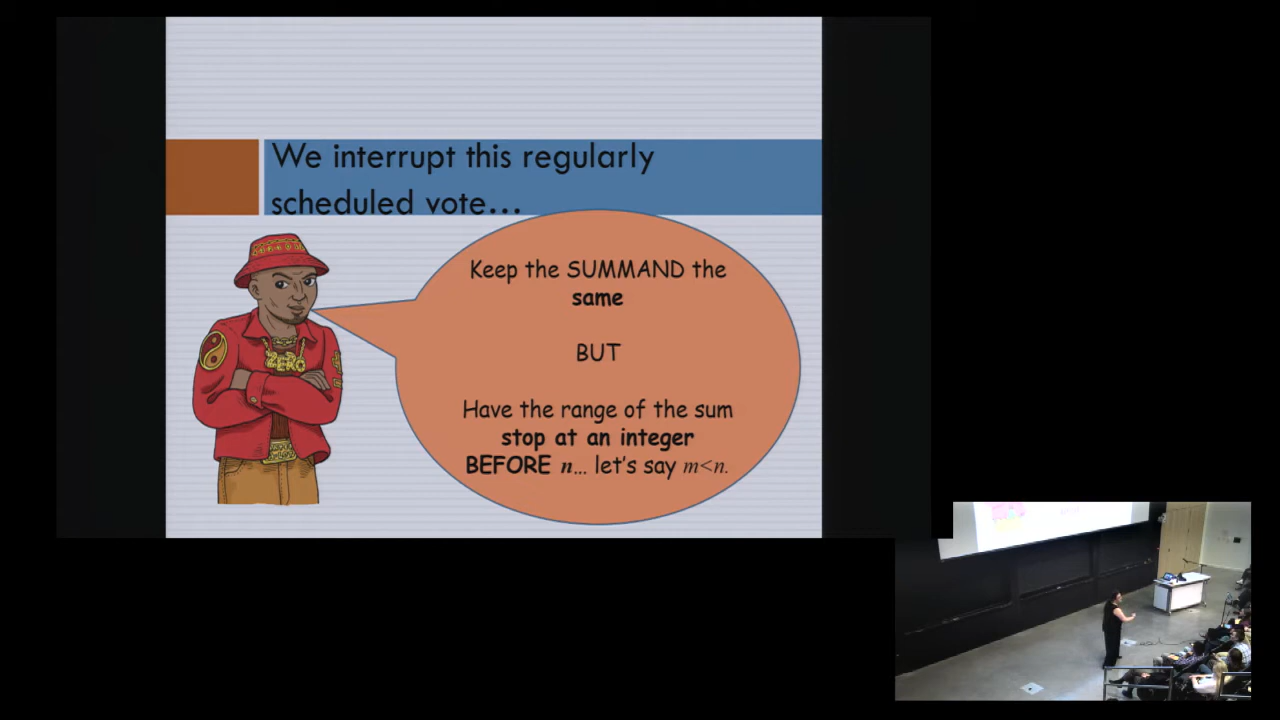 We interrupt this regularly
scheduled vote...
Keep the SUMMAND the
same
BUT
Have the range of the sum
stop at an integer
BEFORE n... let's say m<n.
ZERO